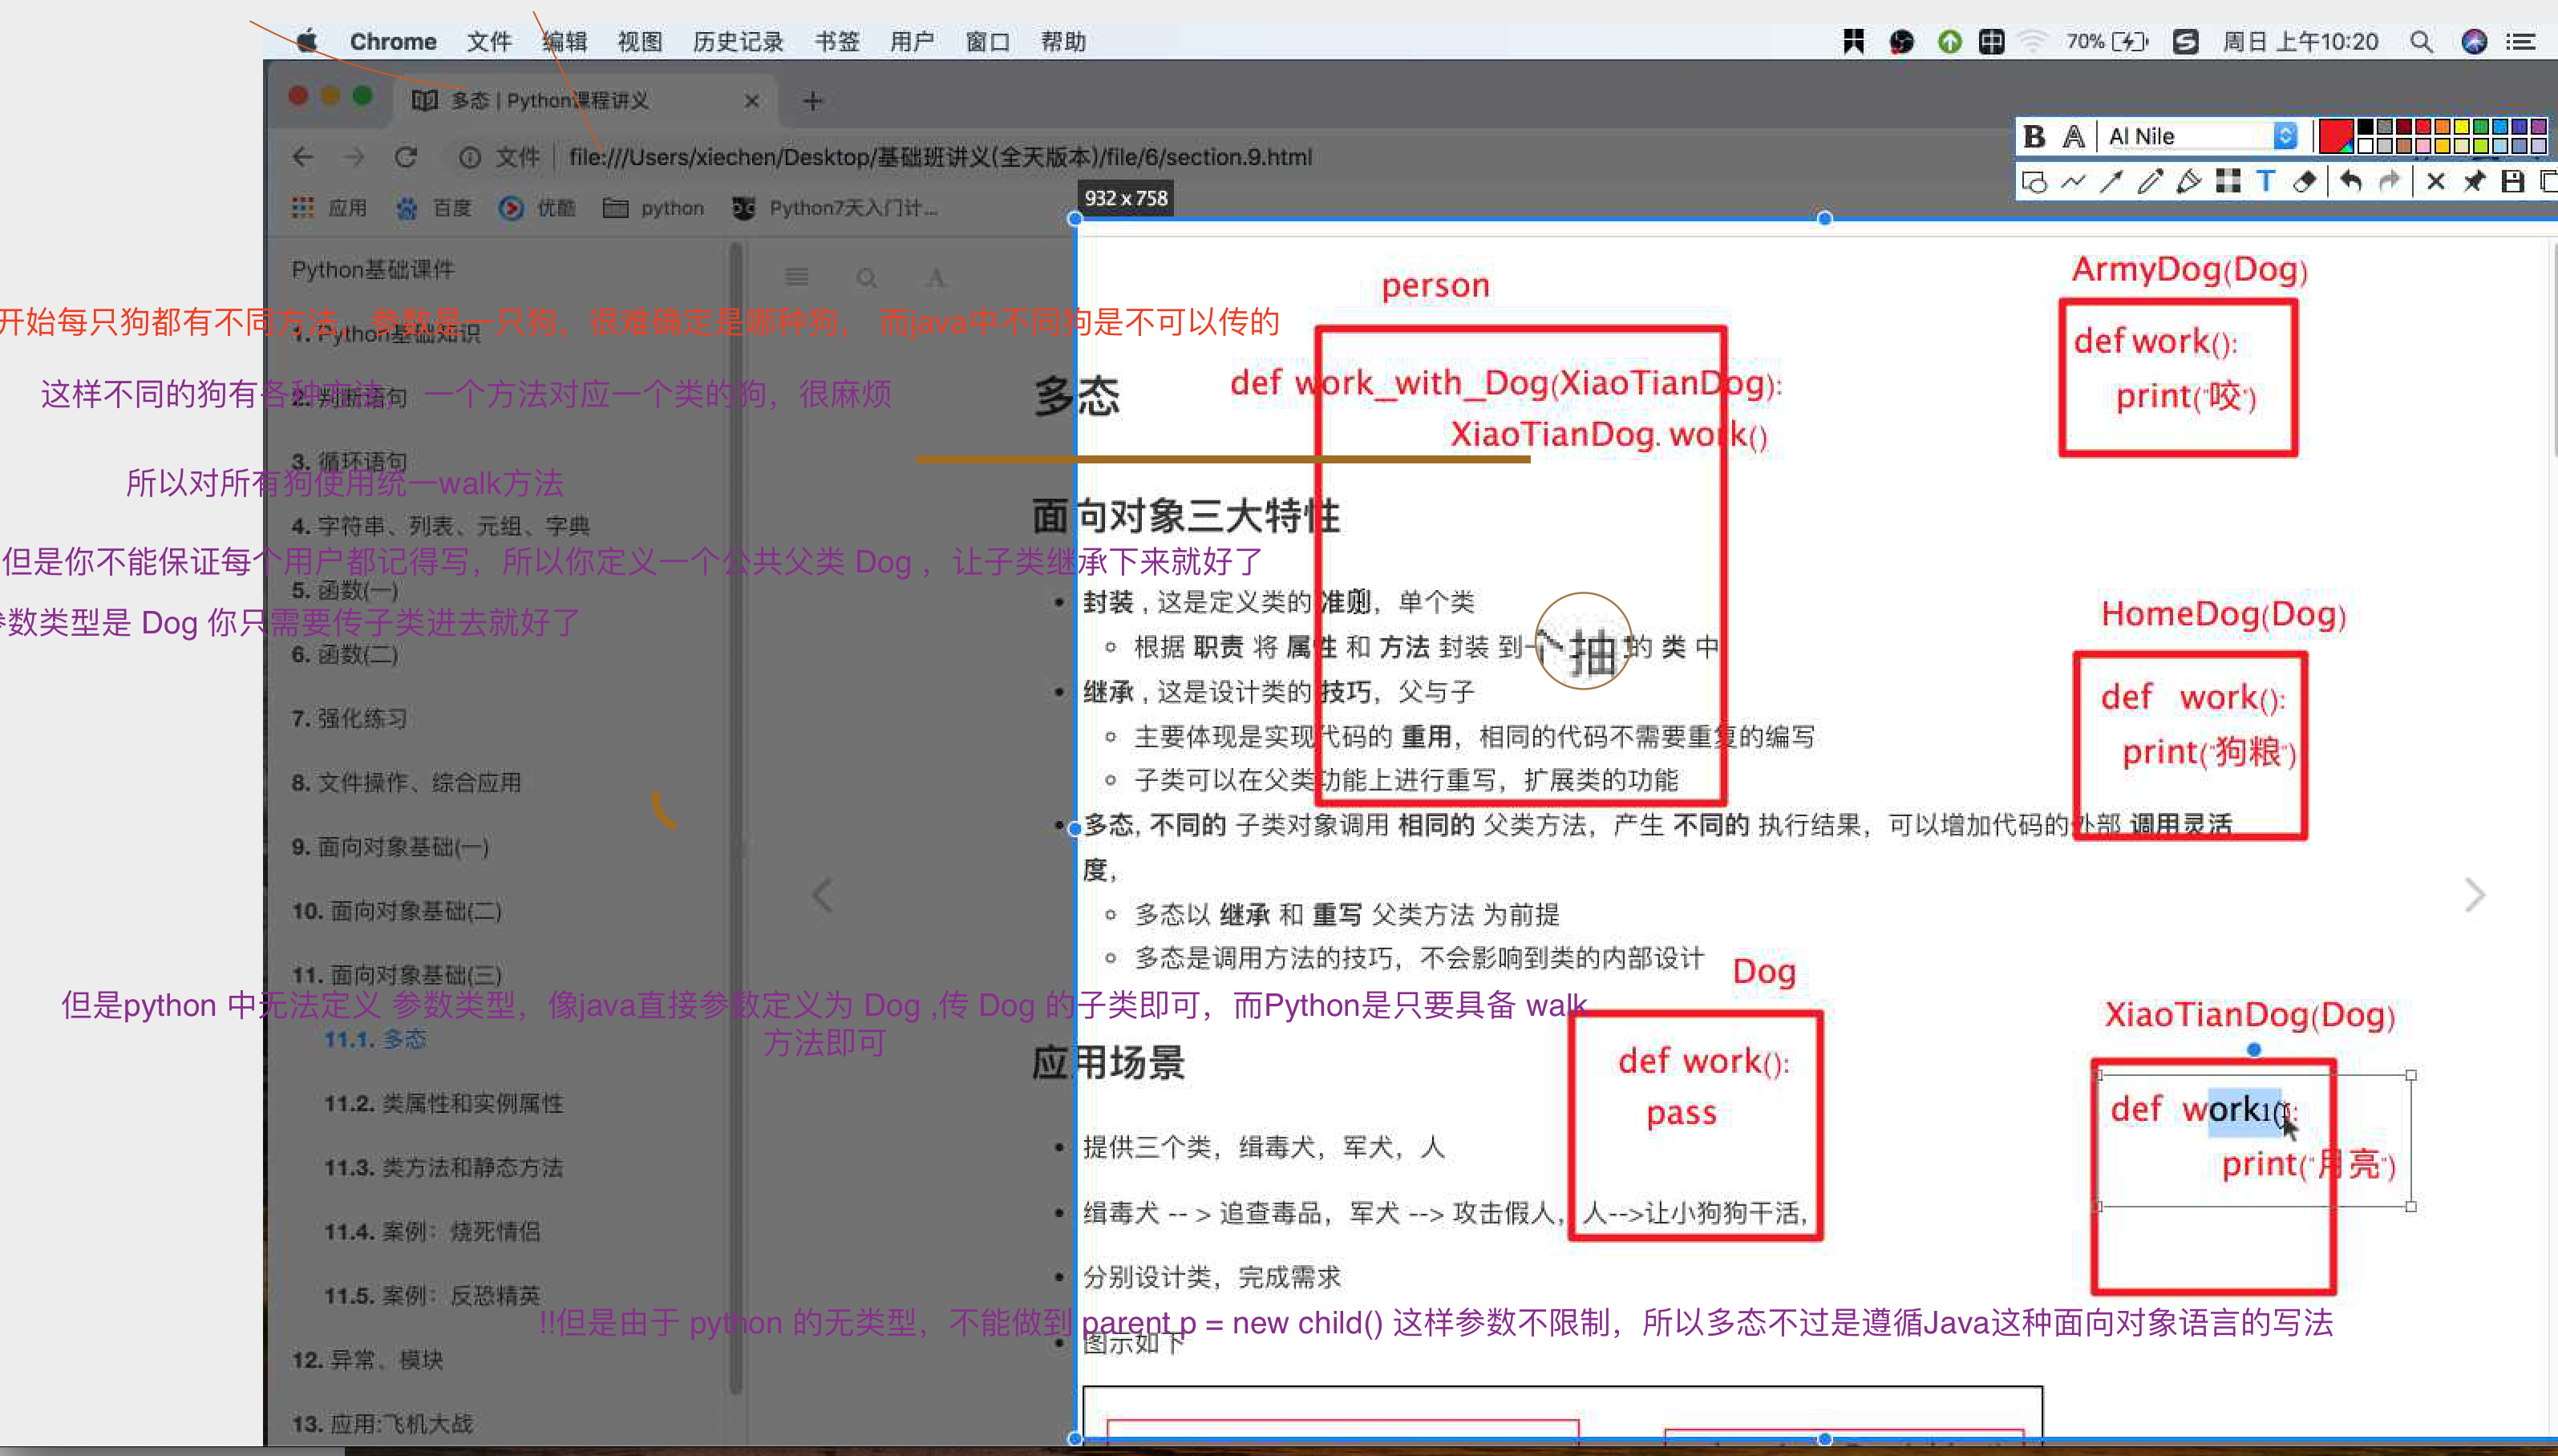 Chrome 文件 编辑 视图 历史记录 书签 用户 窗口 帮助
70% 周日 上午10:20
多态 | Python课程讲义
文件 file:///Users/xiechen/Desktop/基础班讲义(全天版本)/file/6/section.9.html
B A Al Nile
T
应用 百度 优酷 python Python7天入门计...
932 x 758
Python基础课件
开始每只狗都有不同方法，参数是一只狗，很难确定是哪种狗， 而java中不同狗是不可以传的
1. Python基础知识
这样不同的狗有各种方法， 一个方法对应一个类的狗，很麻烦
2. 判断语句
3. 循环语句
所以对所有狗使用统一walk方法
4. 字符串、列表、元组、字典
但是你不能保证每个用户都记得写，所以你定义一个公共父类 Dog ，让子类继承下来就好了
5. 函数(一)
参数类型是 Dog 你只需要传子类进去就好了
6. 函数(二)
7. 强化练习
8. 文件操作、综合应用
9. 面向对象基础(一)
10. 面向对象基础(二)
11. 面向对象基础(三)
但是python 中无法定义 参数类型，像java直接参数定义为 Dog ,传 Dog 的子类即可，而Python是只要具备 walk
方法即可
11.1. 多态
11.2. 类属性和实例属性
11.3. 类方法和静态方法
11.4. 案例：烧死情侣
11.5. 案例：反恐精英
12. 异常、模块
13. 应用:飞机大战
person
def work_with_Dog(XiaoTianDog):
XiaoTianDog. work()
多态
面向对象三大特性
封装 , 这是定义类的 准则，单个类
根据 职责 将 属性 和 方法 封装 到一个抽 的 类 中
继承 , 这是设计类的 技巧，父与子
主要体现是实现代码的 重用，相同的代码不需要重复的编写
子类可以在父类功能上进行重写，扩展类的功能
多态, 不同的 子类对象调用 相同的 父类方法，产生 不同的 执行结果，可以增加代码的外部 调用灵活
度，
多态以 继承 和 重写 父类方法 为前提
多态是调用方法的技巧，不会影响到类的内部设计
应用场景
提供三个类，缉毒犬，军犬，人
缉毒犬 -- > 追查毒品，军犬 --> 攻击假人，人-->让小狗狗干活,
分别设计类，完成需求
!!但是由于 python 的无类型，不能做到 parent p = new child() 这样参数不限制，所以多态不过是遵循Java这种面向对象语言的写法
图示如下
ArmyDog(Dog)
def work():
print("咬")
HomeDog(Dog)
def work():
print("狗粮")
Dog
def work():
pass
XiaoTianDog(Dog)
def work1():
print("月亮")